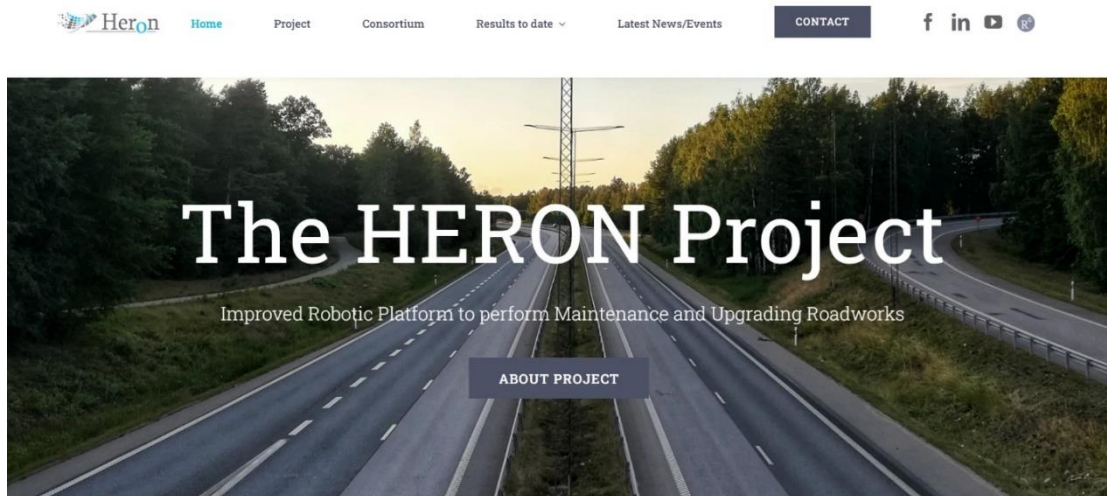 Heron
Home
Project
Consortium
Results to date
Latest News/Events
CONTACT
The HERON Project
Improved Robotic Platform to perform Maintenance and Upgrading Roadworks
ABOUT PROJECT